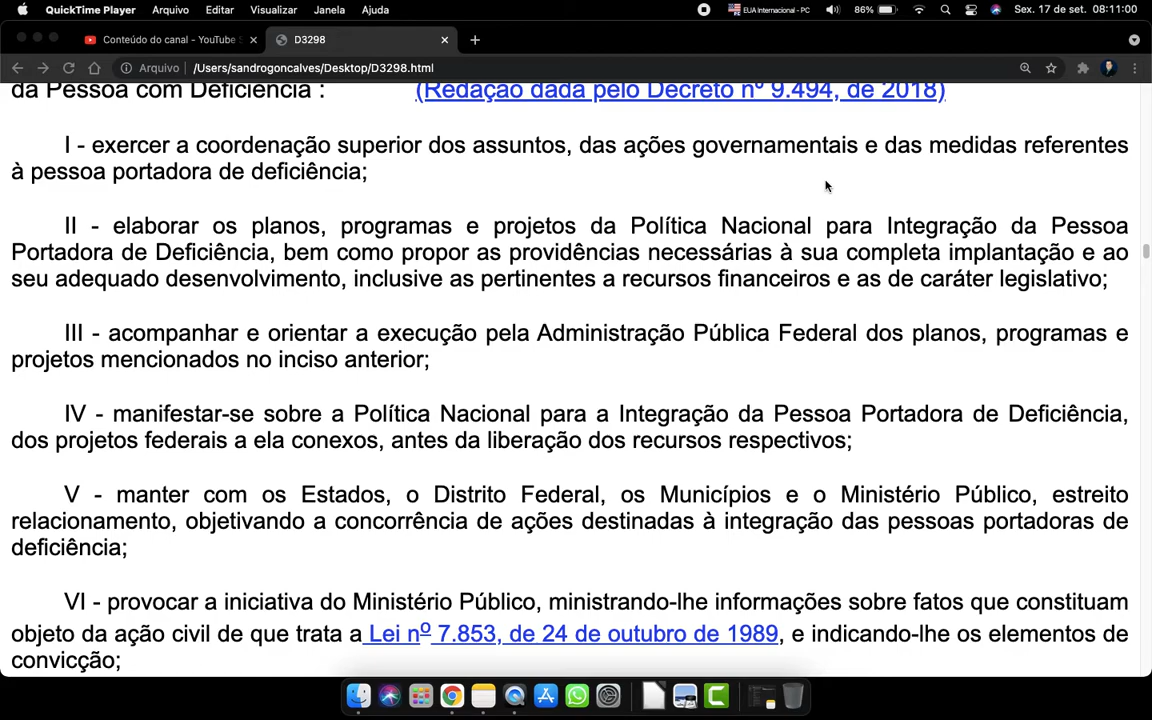 QuickTime Player Arquivo Editar Visualizar Janela Ajuda EUA Internacional - PC 86% Sex. 17 de set. 08:11:00
Conteúdo do canal - YouTube S D3298
Arquivo /Users/sandrogoncalves/Desktop/D3298.html
da Pessoa com Deficiência : (Redação dada pelo Decreto nº 9.494, de 2018)
I - exercer a coordenação superior dos assuntos, das ações governamentais e das medidas referentes
à pessoa portadora de deficiência;
II - elaborar os planos, programas e projetos da Política Nacional para Integração da Pessoa
Portadora de Deficiência, bem como propor as providências necessárias à sua completa implantação e ao
seu adequado desenvolvimento, inclusive as pertinentes a recursos financeiros e as de caráter legislativo;
III - acompanhar e orientar a execução pela Administração Pública Federal dos planos, programas e
projetos mencionados no inciso anterior;
IV - manifestar-se sobre a Política Nacional para a Integração da Pessoa Portadora de Deficiência,
dos projetos federais a ela conexos, antes da liberação dos recursos respectivos;
V - manter com os Estados, o Distrito Federal, os Municípios e o Ministério Público, estreito
relacionamento, objetivando a concorrência de ações destinadas à integração das pessoas portadoras de
deficiência;
VI - provocar a iniciativa do Ministério Público, ministrando-lhe informações sobre fatos que constituam
objeto da ação civil de que trata a Lei nº 7.853, de 24 de outubro de 1989, e indicando-lhe os elementos de
convicção;